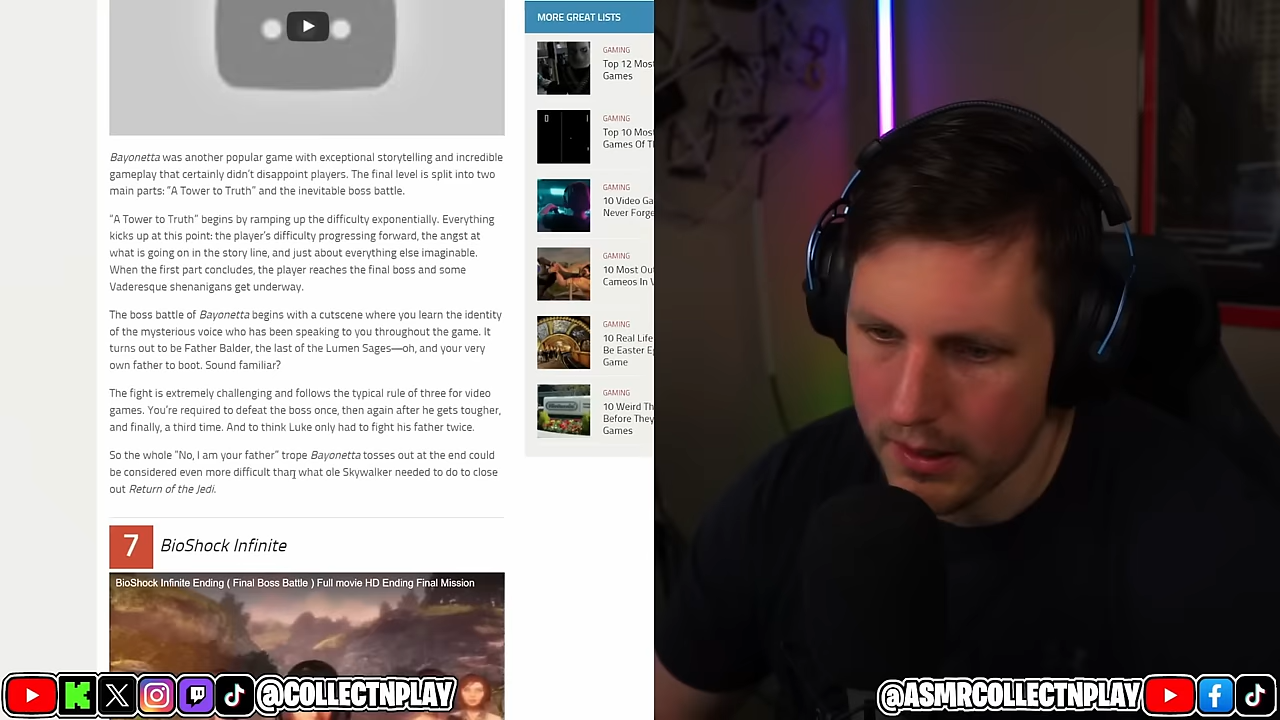 MORE GREAT LISTS
GAMING
Top 12 Most
Games
GAMING
Top 10 Most
Games Of T
GAMING
10 Video Ga
Never Forge
GAMING
10 Most Ou
Cameos In V
GAMING
10 Real Life
Be Easter E
Game
GAMING
10 Weird Th
Before They
Games
Bayonetta was another popular game with exceptional storytelling and incredible
gameplay that certainly didn't disappoint players. The final level is split into two
main parts: “A Tower to Truth” and the inevitable boss battle.
“A Tower to Truth” begins by ramping up the difficulty exponentially. Everything
kicks up at this point: the player's difficulty progressing forward, the angst at
what is going on in the story line, and just about everything else imaginable.
When the first part concludes, the player reaches the final boss and some
Vaderesque shenanigans get underway.
The boss battle of Bayonetta begins with a cutscene where you learn the identity
of the mysterious voice who has been speaking to you throughout the game. It
turns out to be Father Balder, the last of the Lumen Sages—oh, and your very
own father to boot. Sound familiar?
The fight is extremely challenging and follows the typical rule of three for video
games. You're required to defeat the boss once, then again after he gets tougher,
and finally, a third time. And to think Luke only had to fight his father twice.
So the whole “No, I am your father” trope Bayonetta tosses out at the end could
be considered even more difficult than what ole Skywalker needed to do to close
out Return of the Jedi.
7 BioShock Infinite
BioShock Infinite Ending ( Final Boss Battle ) Full movie HD Ending Final Mission
@COLLECTNPLAY
@ASMRCOLLECTNPLAY